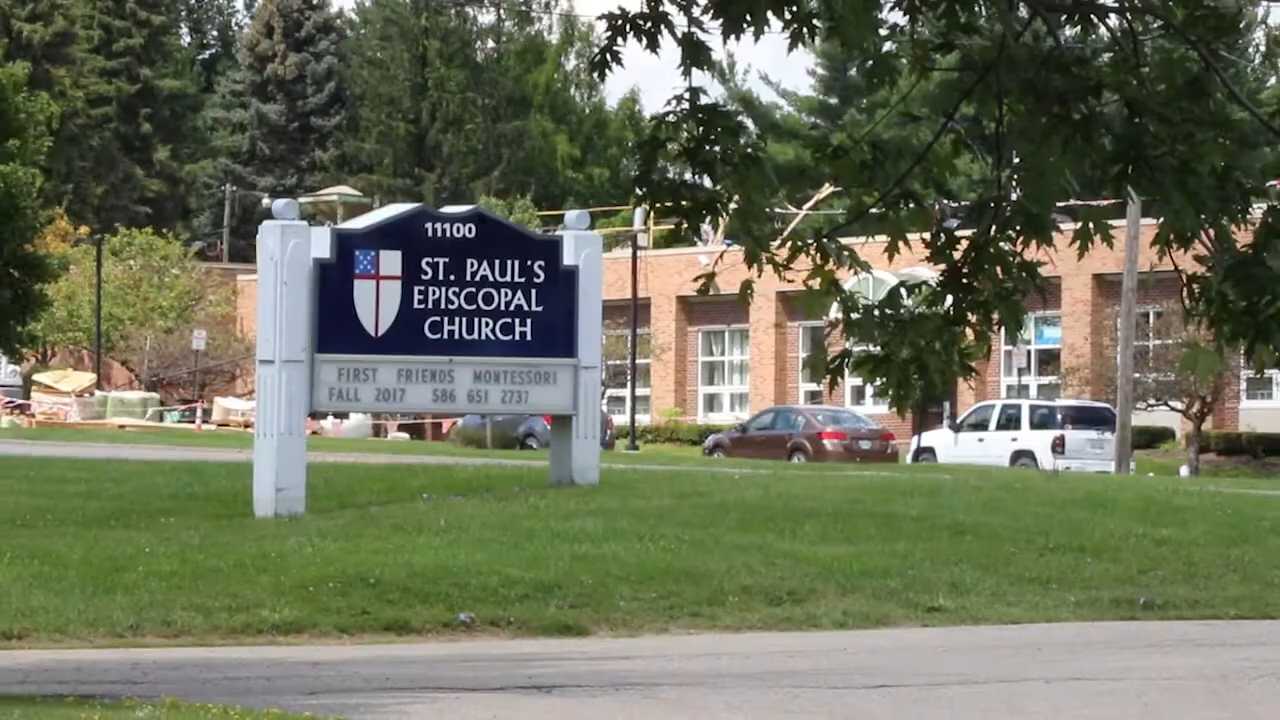 11100
ST. PAUL'S
EPISCOPAL
CHURCH
FIRST FRIENDS MONTESSORI
FALL 2017 586 651 2737